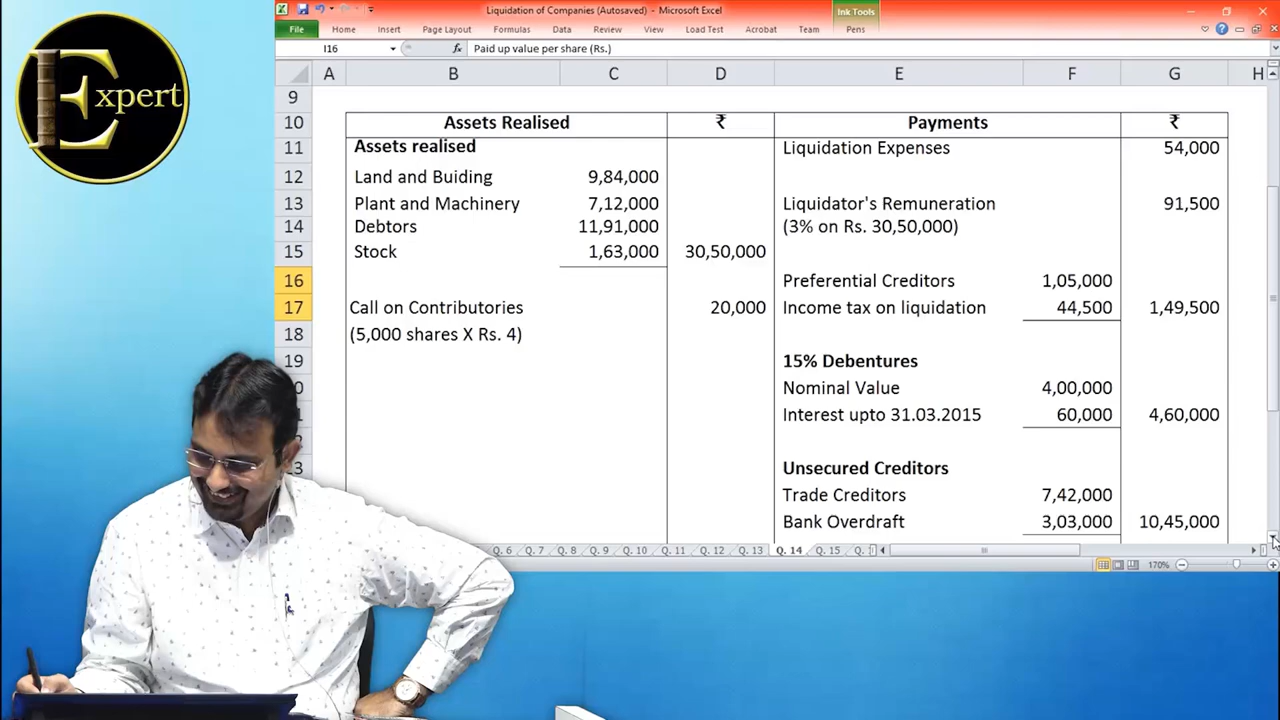 Expert
Liquidation of Companies (Autosaved) - Microsoft Excel
Ink Tools
File Home Insert Page Layout Formulas Data Review View Load Test Acrobat Team Pens
I16 fx Paid up value per share (Rs.)
A B C D E F G H
9
10 Assets Realised ₹ Payments ₹
11 Assets realised Liquidation Expenses 54,000
12 Land and Buiding 9,84,000
13 Plant and Machinery 7,12,000 Liquidator's Remuneration 91,500
14 Debtors 11,91,000 (3% on Rs. 30,50,000)
15 Stock 1,63,000 30,50,000
16 Preferential Creditors 1,05,000
17 Call on Contributories 20,000 Income tax on liquidation 44,500 1,49,500
18 (5,000 shares X Rs. 4)
19 15% Debentures
Nominal Value 4,00,000
Interest upto 31.03.2015 60,000 4,60,000
Unsecured Creditors
Trade Creditors 7,42,000
Bank Overdraft 3,03,000 10,45,000
Q. 6 Q. 7 Q. 8 Q. 9 Q. 10 Q. 11 Q. 12 Q. 13 Q. 14 Q. 15
170%